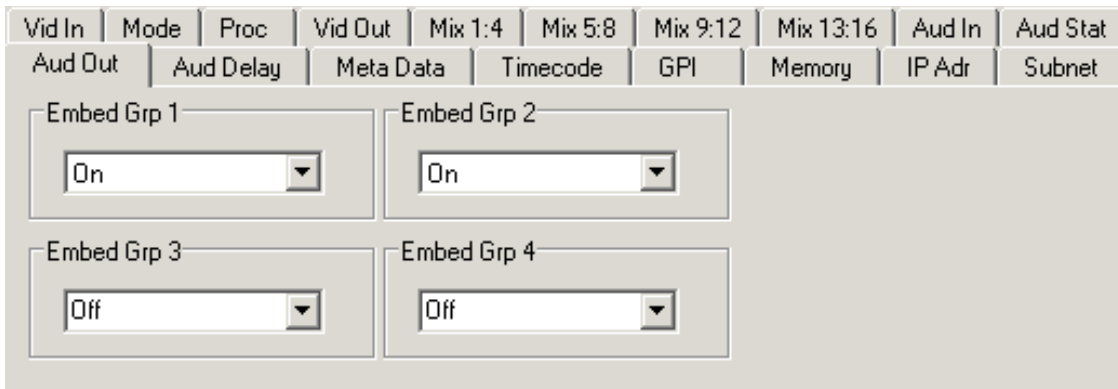 Vid In Mode Proc Vid Out Mix 1:4 Mix 5:8 Mix 9:12 Mix 13:16 Aud In Aud Stat
Aud Out Aud Delay Meta Data Timecode GPI Memory IP Adr Subnet
Embed Grp 1 Embed Grp 2
On On
Embed Grp 3 Embed Grp 4
Off Off